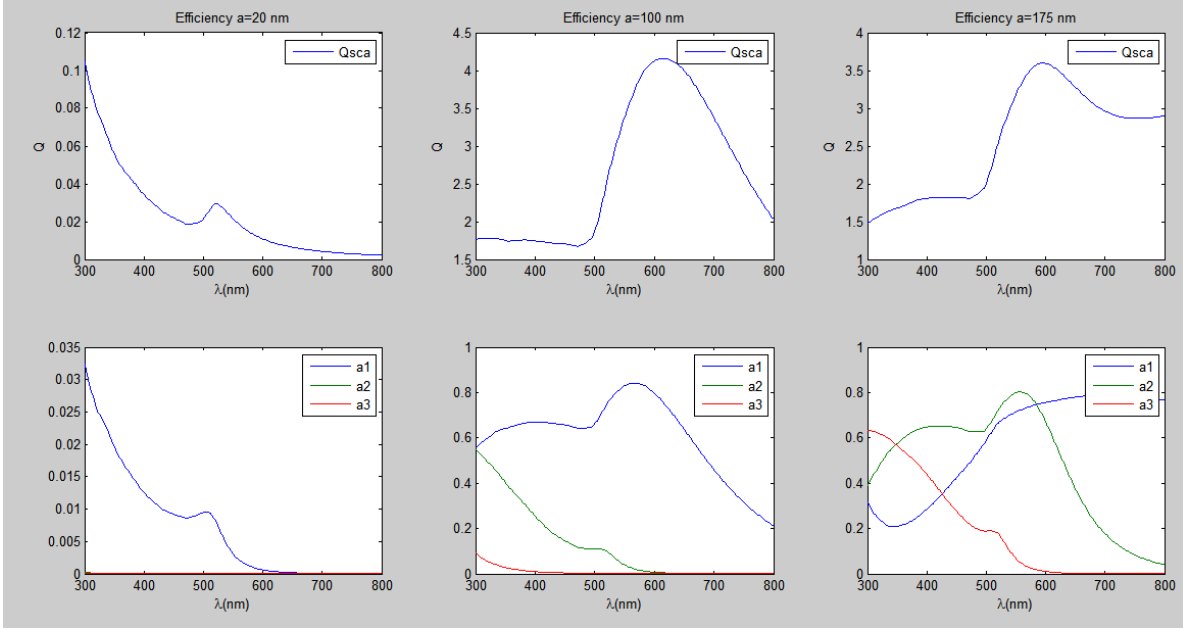 Efficiency a=20 nm
0.12
0.1
0.08
0.06
0.04
0.02
0
Q
Qsca
300 400 500 600 700 800
λ(nm)
Efficiency a=100 nm
4.5
4
3.5
3
2.5
2
1.5
Q
Qsca
300 400 500 600 700 800
λ(nm)
Efficiency a=175 nm
4
3.5
3
2.5
2
1.5
1
Q
Qsca
300 400 500 600 700 800
λ(nm)
0.035
0.03
0.025
0.02
0.015
0.01
0.005
0
a1
a2
a3
300 400 500 600 700 800
λ(nm)
1
0.8
0.6
0.4
0.2
0
a1
a2
a3
300 400 500 600 700 800
λ(nm)
1
0.8
0.6
0.4
0.2
0
a1
a2
a3
300 400 500 600 700 800
λ(nm)